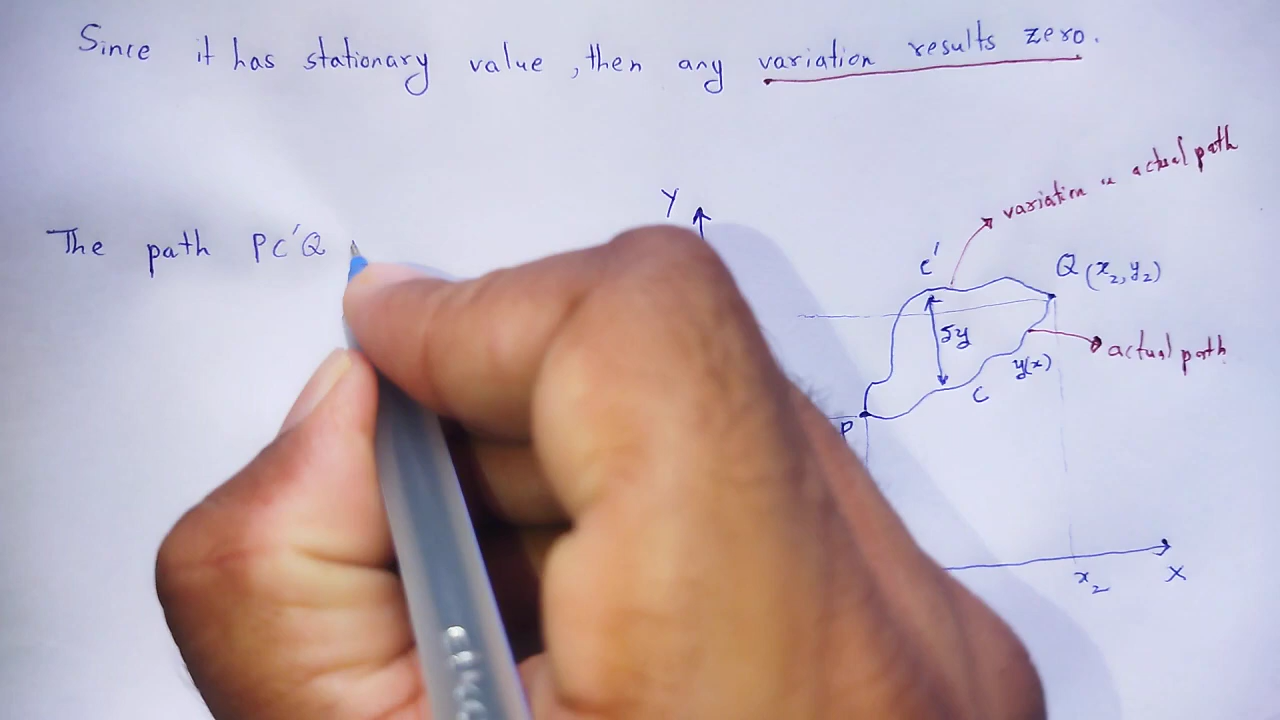 Since it has stationary value, then any variation results zero.
variation in actual path
Y
The path PC'Q
C'
Q (x₂, y₂)
δy
actual path
y(x)
C
P
x₂
X